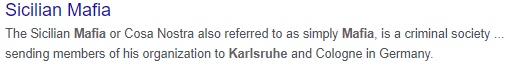 Sicilian Mafia
The Sicilian Mafia or Cosa Nostra also referred to as simply Mafia, is a criminal society ...
sending members of his organization to Karlsruhe and Cologne in Germany.